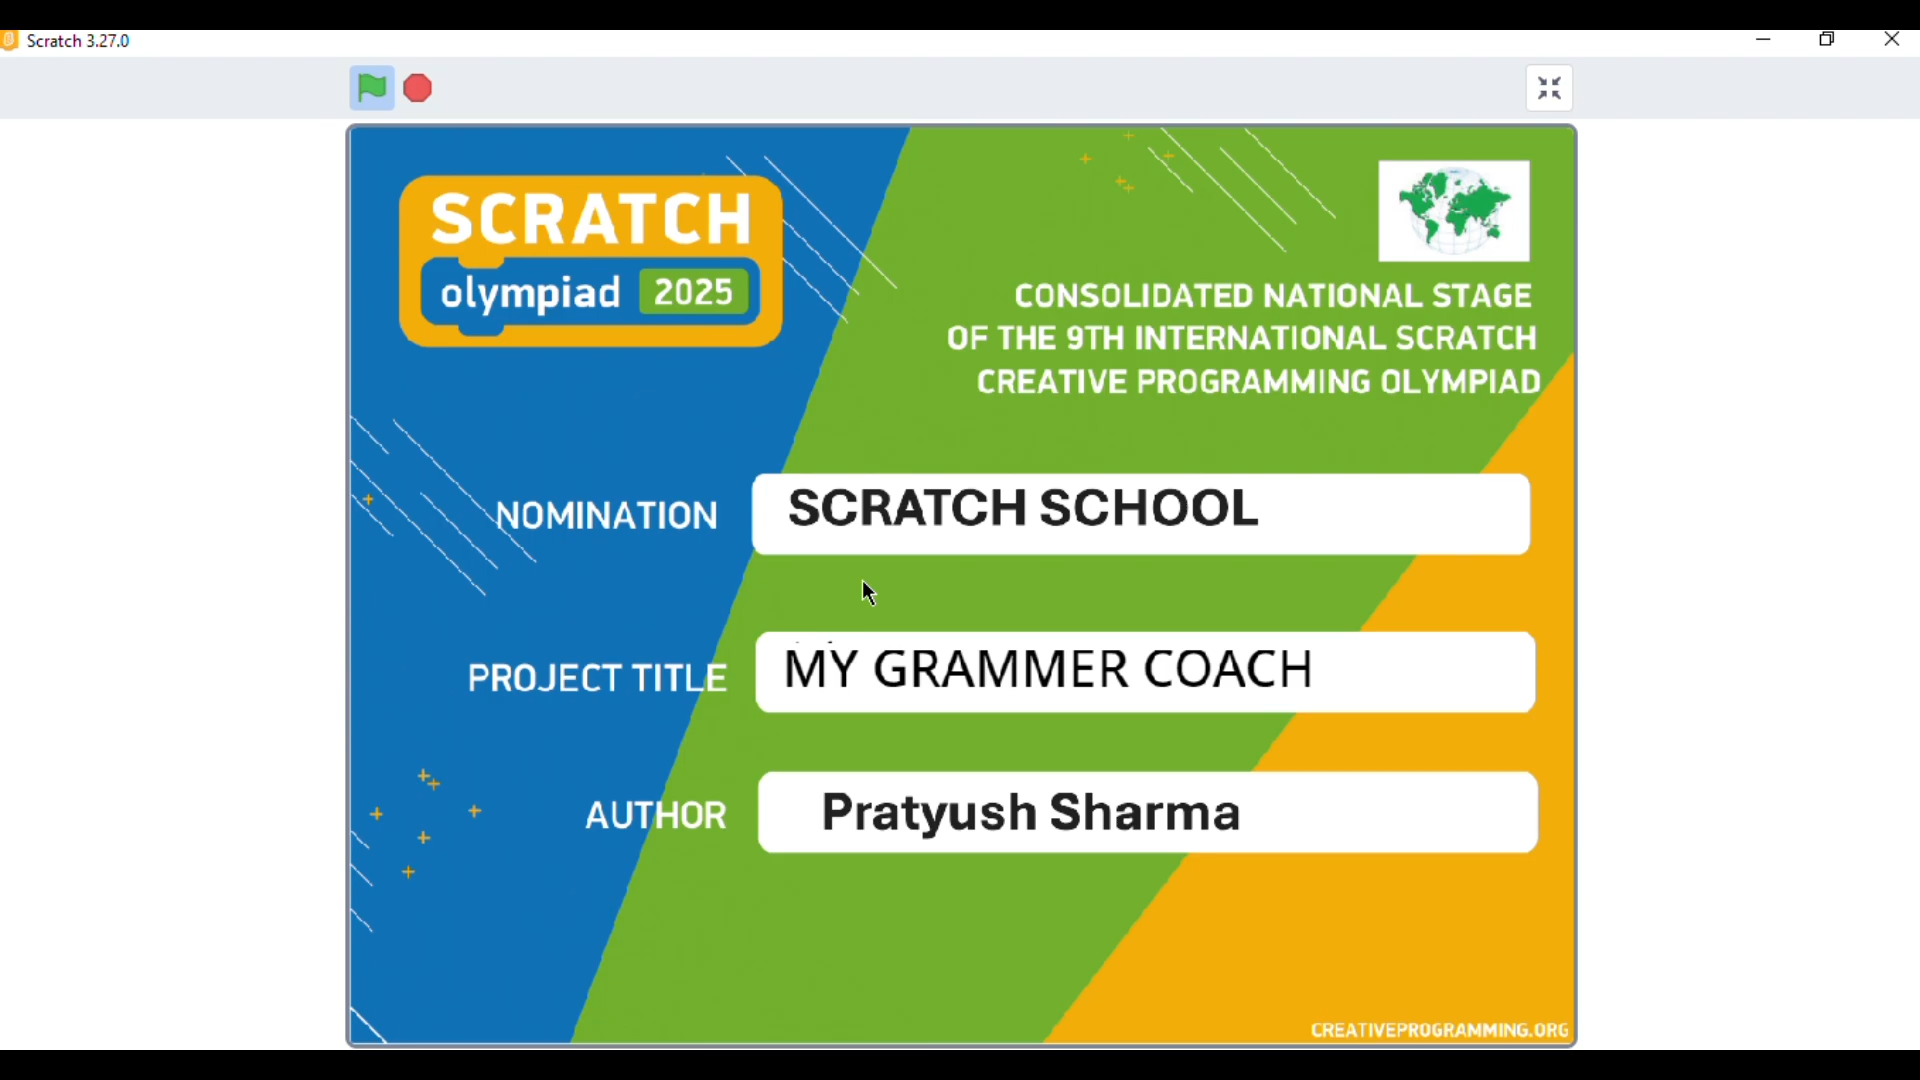 Scratch 3.27.0
SCRATCH
olympiad 2025
CONSOLIDATED NATIONAL STAGE
OF THE 9TH INTERNATIONAL SCRATCH
CREATIVE PROGRAMMING OLYMPIAD
NOMINATION SCRATCH SCHOOL
PROJECT TITLE MY GRAMMER COACH
AUTHOR Pratyush Sharma
CREATIVEPROGRAMMING.ORG